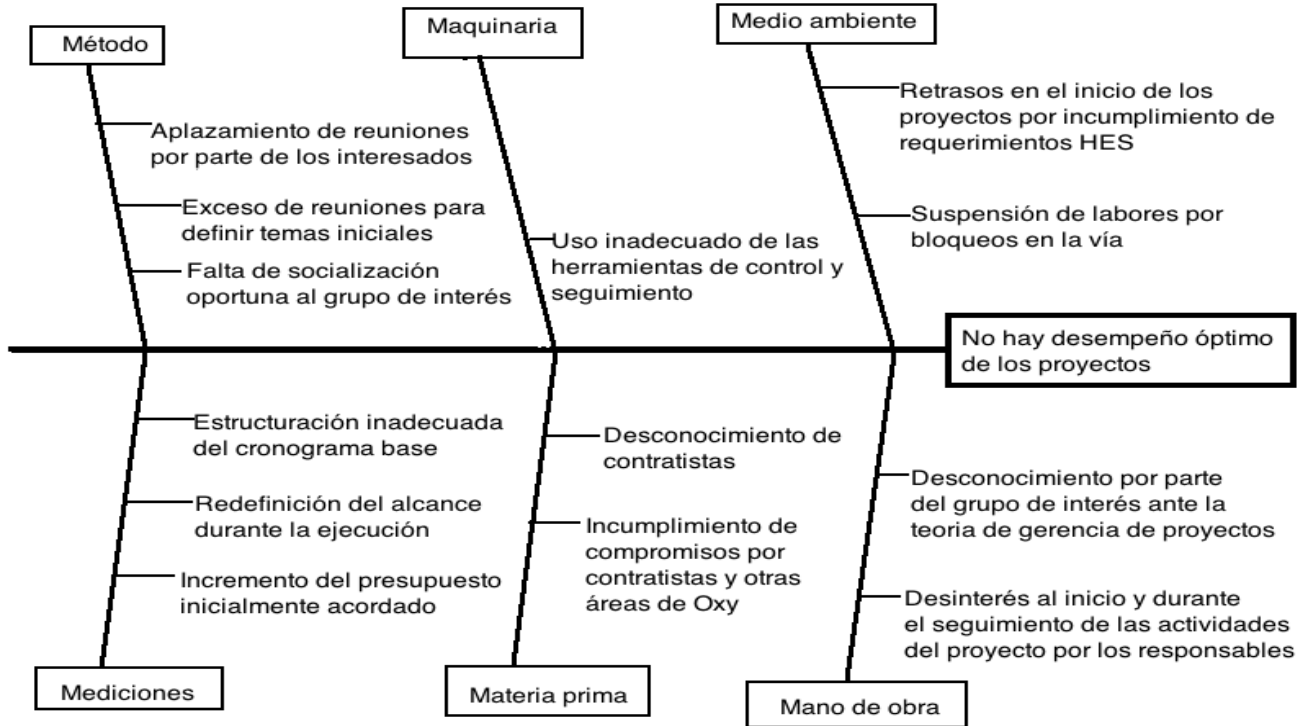 Método
Maquinaria
Medio ambiente
Aplazamiento de reuniones
por parte de los interesados
Exceso de reuniones para
definir temas iniciales
Falta de socialización
oportuna al grupo de interés
Uso inadecuado de las
herramientas de control y
seguimiento
Retrasos en el inicio de los
proyectos por incumplimiento de
requerimientos HES
Suspensión de labores por
bloqueos en la vía
No hay desempeño óptimo
de los proyectos
Estructuración inadecuada
del cronograma base
Redefinición del alcance
durante la ejecución
Incremento del presupuesto
inicialmente acordado
Desconocimiento de
contratistas
Incumplimiento de
compromisos por
contratistas y otras
áreas de Oxy
Desconocimiento por parte
del grupo de interés ante la
teoria de gerencia de proyectos
Desinterés al inicio y durante
el seguimiento de las actividades
del proyecto por los responsables
Mediciones
Materia prima
Mano de obra